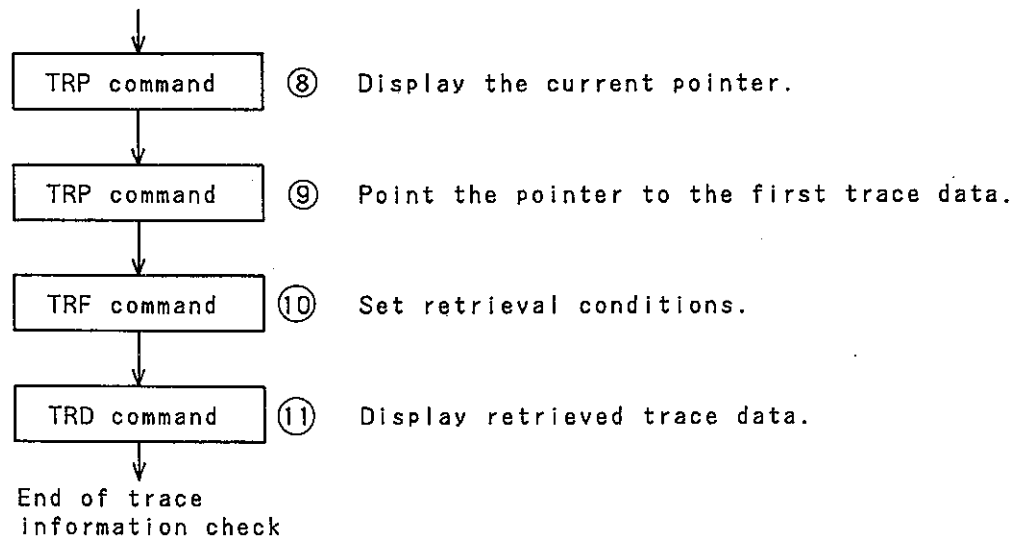 TRP command ⑧ Display the current pointer.
TRP command ⑨ Point the pointer to the first trace data.
TRF command ⑩ Set retrieval conditions.
TRD command ⑪ Display retrieved trace data.
End of trace
information check